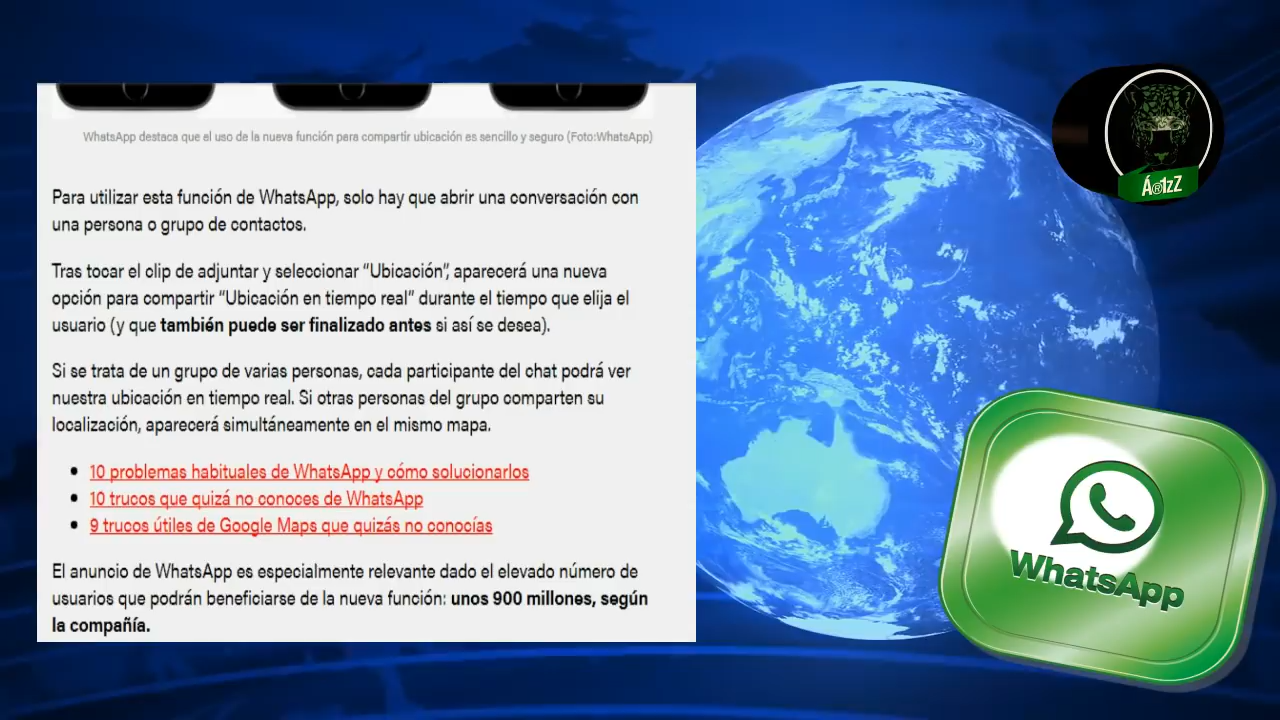 WhatsApp destaca que el uso de la nueva función para compartir ubicación es sencillo y seguro (Foto:WhatsApp)
Para utilizar esta función de WhatsApp, solo hay que abrir una conversación con
una persona o grupo de contactos.
Tras tocar el clip de adjuntar y seleccionar “Ubicación”, aparecerá una nueva
opción para compartir “Ubicación en tiempo real” durante el tiempo que elija el
usuario (y que también puede ser finalizado antes si así se desea).
Si se trata de un grupo de varias personas, cada participante del chat podrá ver
nuestra ubicación en tiempo real. Si otras personas del grupo comparten su
localización, aparecerá simultáneamente en el mismo mapa.
10 problemas habituales de WhatsApp y cómo solucionarlos
10 trucos que quizá no conoces de WhatsApp
9 trucos útiles de Google Maps que quizás no conocías
El anuncio de WhatsApp es especialmente relevante dado el elevado número de
usuarios que podrán beneficiarse de la nueva función: unos 900 millones, según
la compañía.
Á®1zZ
WhatsApp